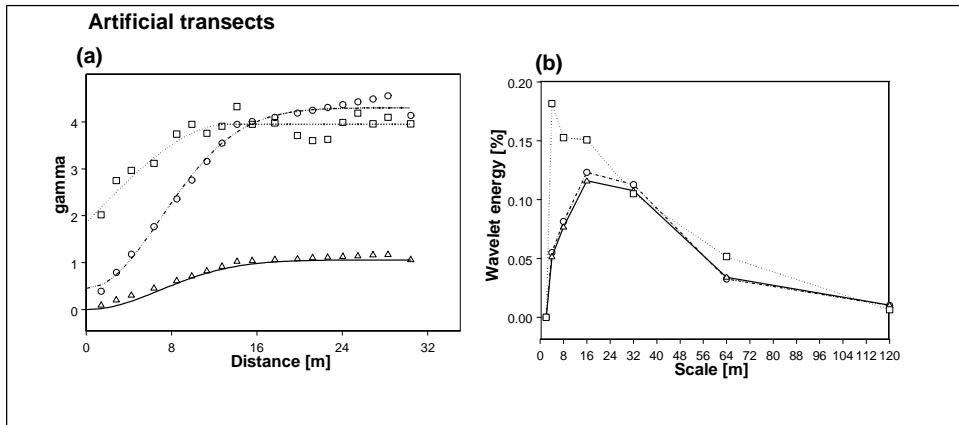 Artificial transects
(a)
gamma
4
3
2
1
0
0 8 16 24 32
Distance [m]
(b)
Wavelet energy [%]
0.20
0.15
0.10
0.05
0.00
0 8 16 24 32 40 48 56 64 72 80 88 96 104 112 120
Scale [m]